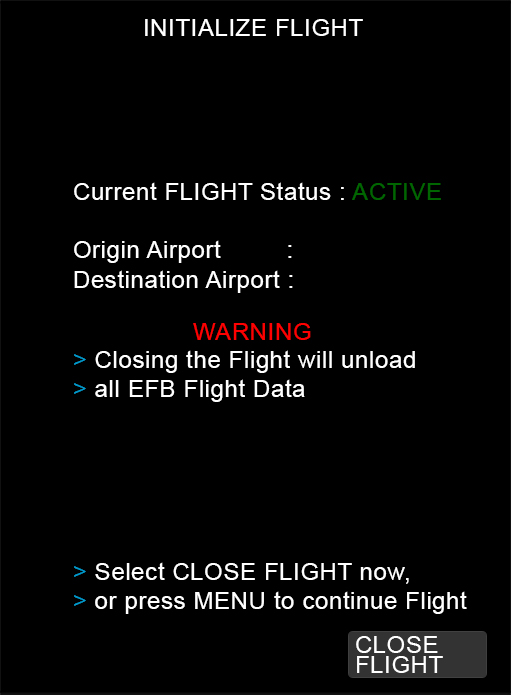 INITIALIZE FLIGHT
Current FLIGHT Status : ACTIVE
Origin Airport :
Destination Airport :
WARNING
> Closing the Flight will unload
> all EFB Flight Data
> Select CLOSE FLIGHT now,
> or press MENU to continue Flight
CLOSE
FLIGHT